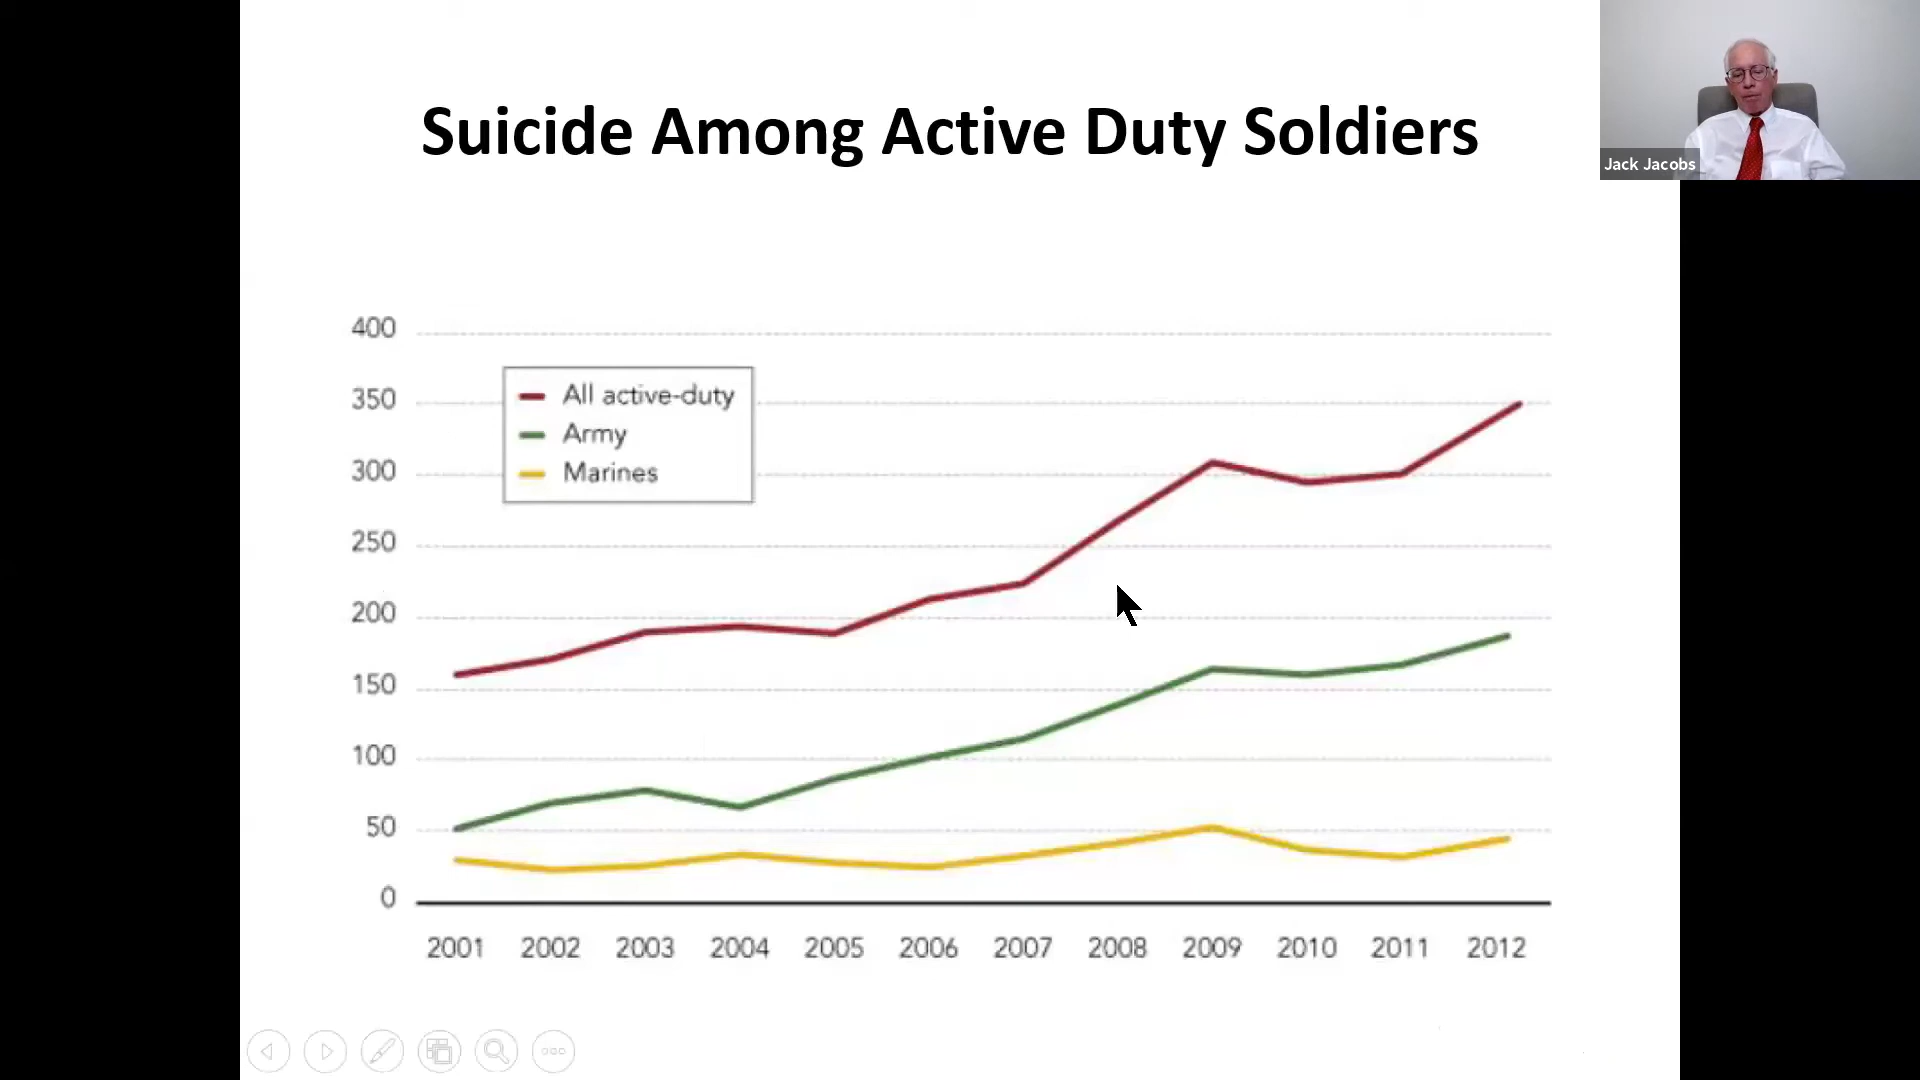 Suicide Among Active Duty Soldiers
Jack Jacobs
400
350
300
250
200
150
100
50
0
All active-duty
Army
Marines
2001 2002 2003 2004 2005 2006 2007 2008 2009 2010 2011 2012